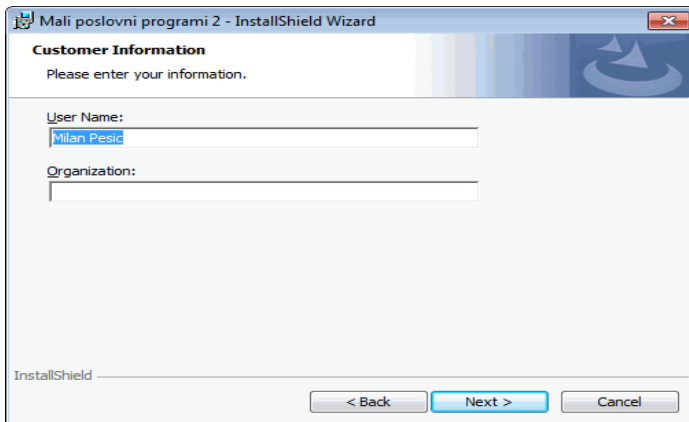 Mali poslovni programi 2 - InstallShield Wizard
Customer Information
Please enter your information.
User Name:
Milan Pesic
Organization:
InstallShield
< Back
Next >
Cancel